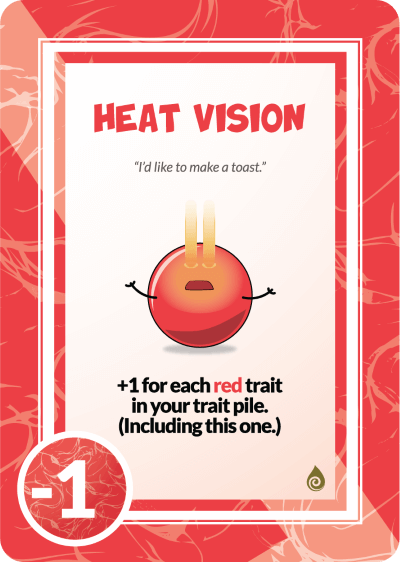 HEAT VISION
“I’d like to make a toast.”
+1 for each red trait
in your trait pile.
(Including this one.)
-1